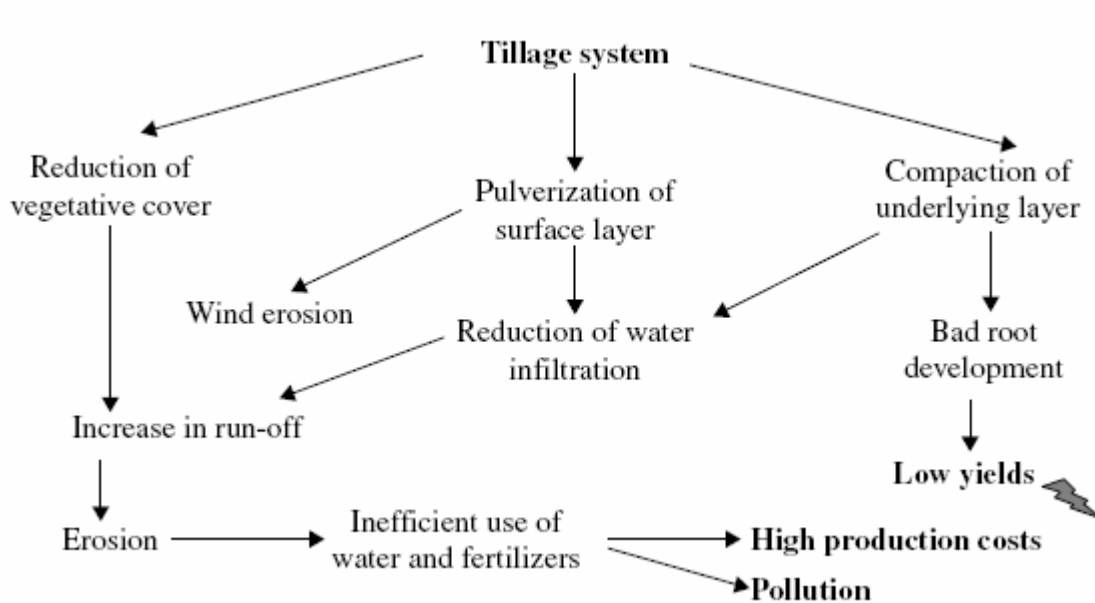 Tillage system
Reduction of
vegetative cover
Pulverization of
surface layer
Compaction of
underlying layer
Wind erosion
Reduction of water
infiltration
Bad root
development
Increase in run-off
Low yields
Erosion
Inefficient use of
water and fertilizers
High production costs
Pollution